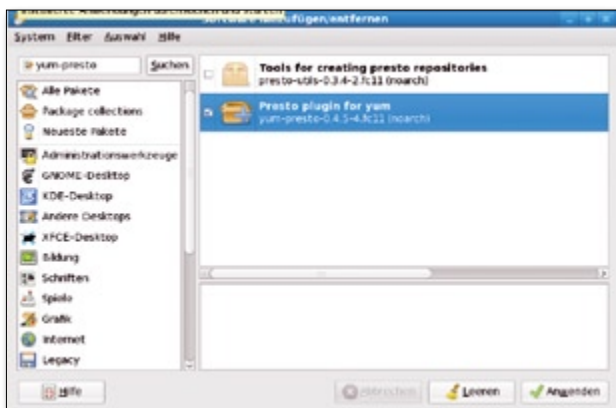 Software hinzufügen/entfernen
System Filter Auswahl Hilfe
yum-presto Suchen
Alle Pakete
Package collections
Neueste Pakete
Administrationswerkzeuge
GNOME-Desktop
KDE-Desktop
Andere Desktops
XFCE-Desktop
Bildung
Schriften
Spiele
Grafik
Internet
Legacy
Tools for creating presto repositories
presto-utils-0.3.4-2.fc11 (noarch)
Presto plugin for yum
yum-presto-0.4.5-4.fc11 (noarch)
Hilfe Abbrechen Leeren Anwenden